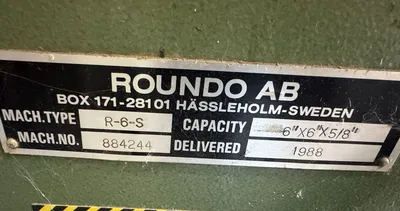 ROUNDO AB
BOX 171-28101 HÄSSLEHOLM-SWEDEN
MACH.TYPE R-6-S CAPACITY 6"X6"X5/8"
MACH.NO. 884244 DELIVERED 1988